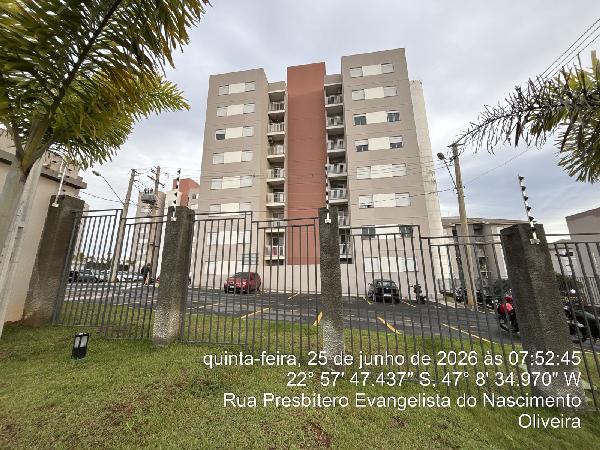 quinta-feira, 25 de junho de 2026 às 07:52:45
22° 57' 47.437" S, 47° 8' 34.970" W
Rua Presbitero Evangelista do Nascimento
Oliveira